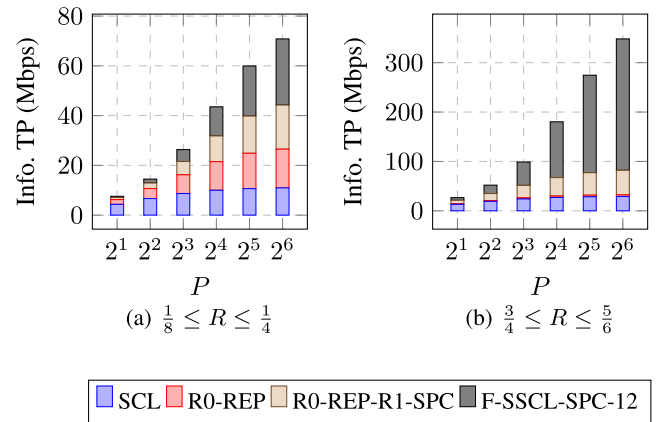 Info. TP (Mbps)
80
60
40
20
0
2^1 2^2 2^3 2^4 2^5 2^6
P
(a) 1/8 ≤ R ≤ 1/4
Info. TP (Mbps)
300
200
100
0
2^1 2^2 2^3 2^4 2^5 2^6
P
(b) 3/4 ≤ R ≤ 5/6
SCL R0-REP R0-REP-R1-SPC F-SSCL-SPC-12